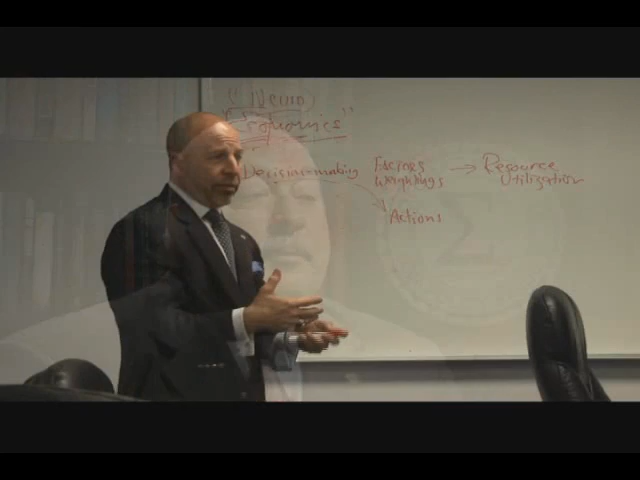 (Neuro)
"Economics"
Decision-making Factors → Resource
Weightings Utilization
Actions
Σ